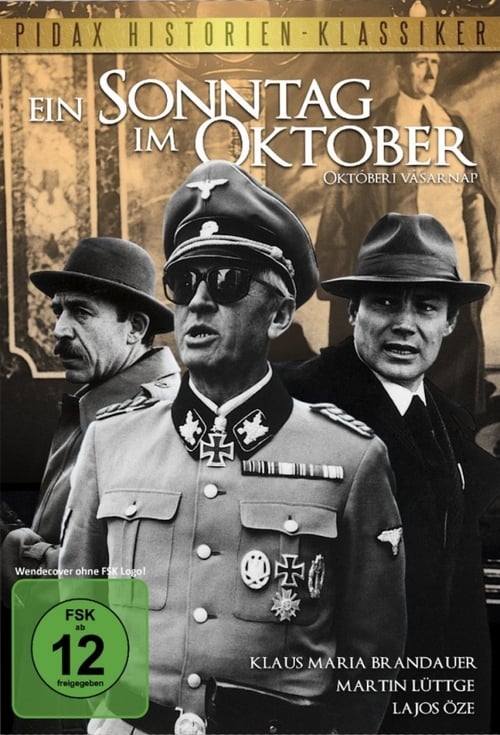 PIDAX HISTORIEN-KLASSIKER
EIN SONNTAG
IM OKTOBER
OKTÓBERI VÁSARNAP
Wendecover ohne FSK Logo!
FSK
ab
12
freigegeben
KLAUS MARIA BRANDAUER
MARTIN LÜTTGE
LAJOS ÖZE